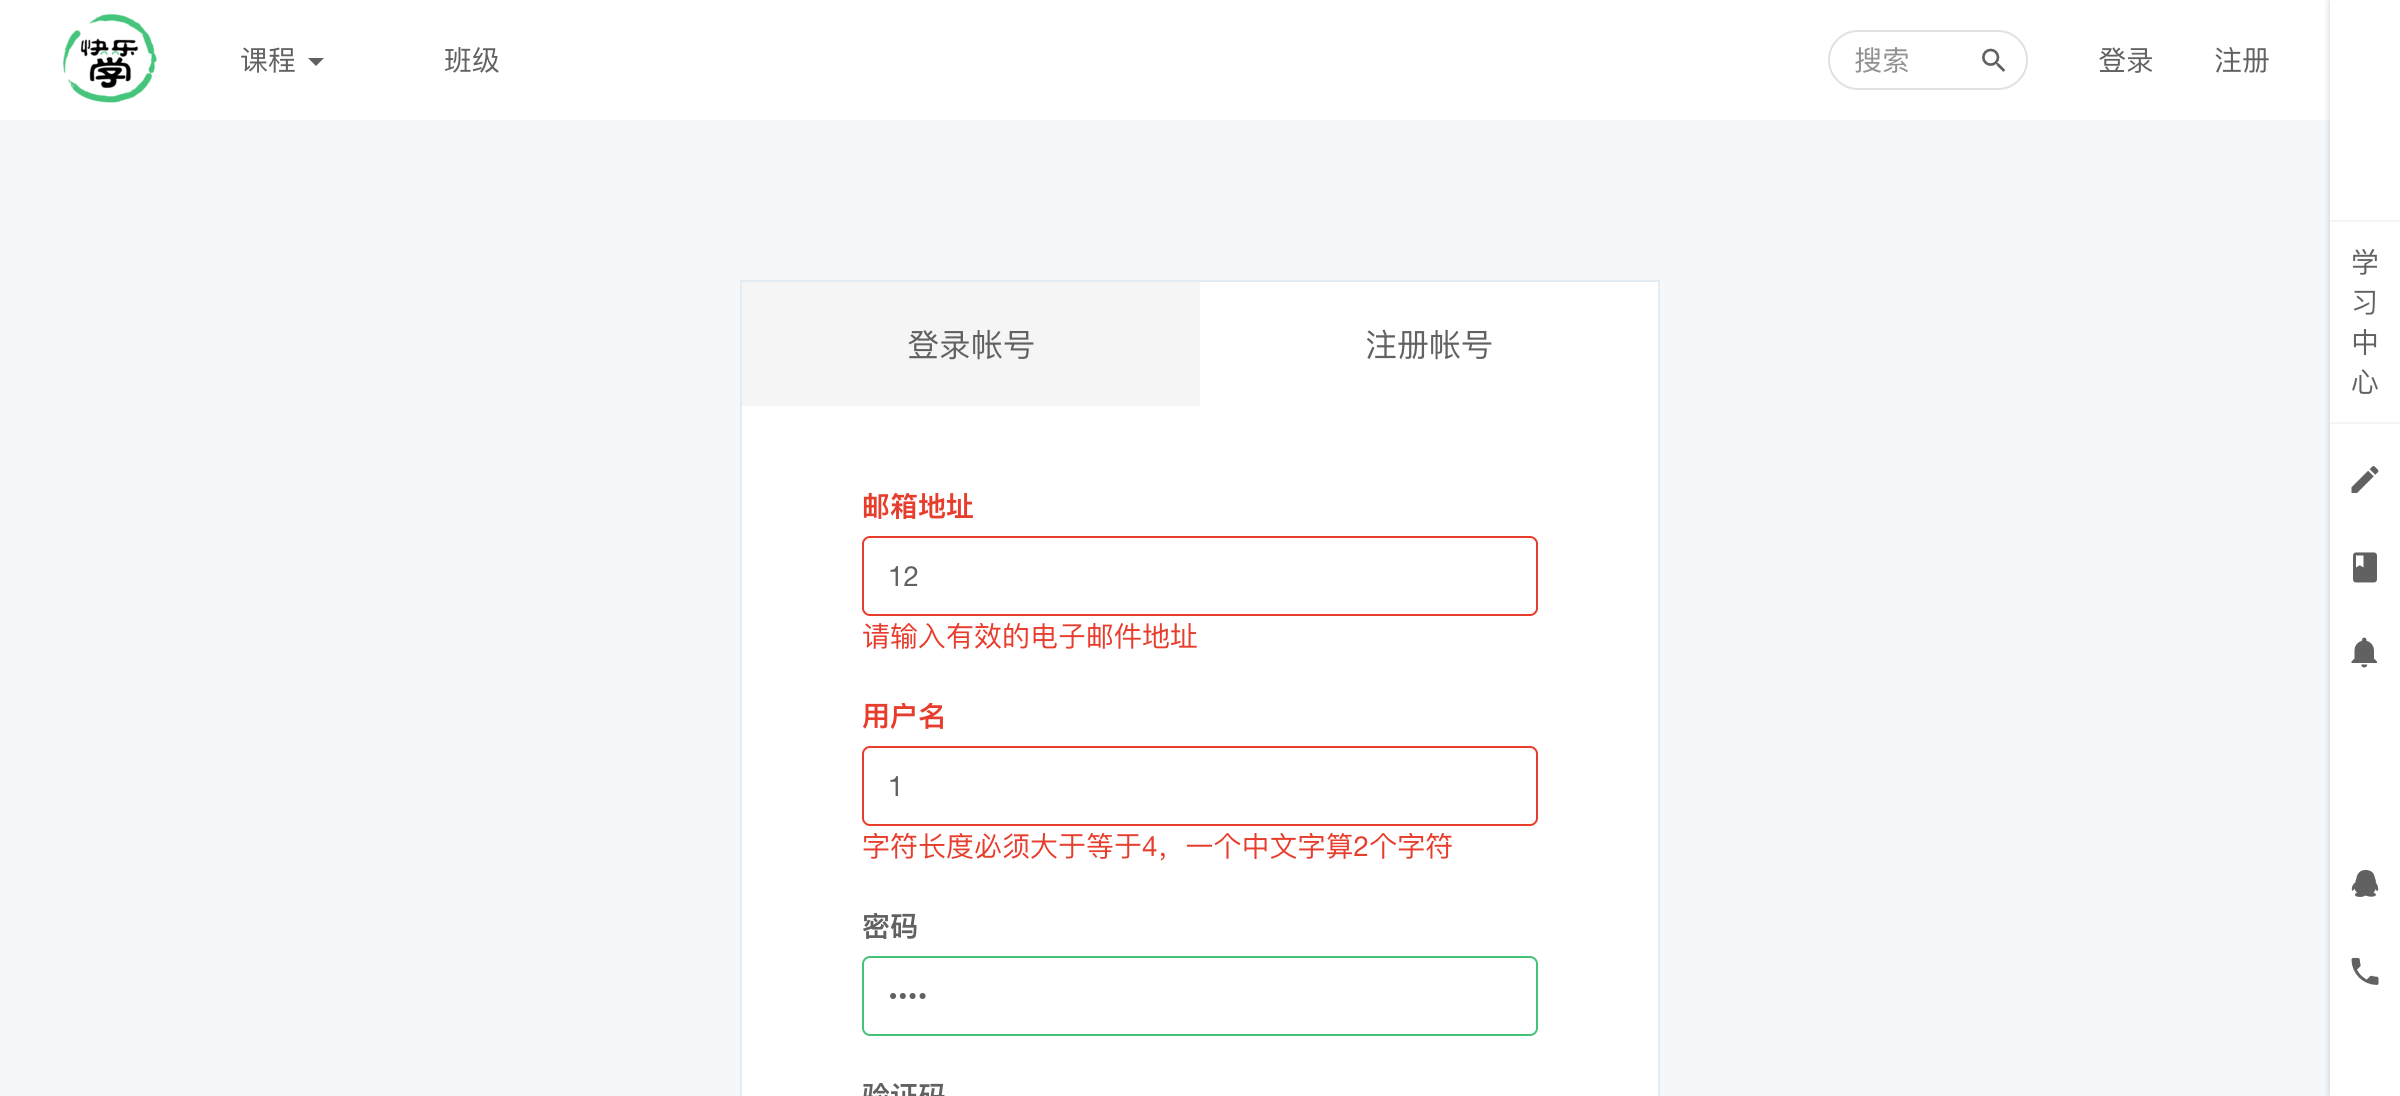 快乐
学
课程
班级
搜索
登录
注册
登录帐号
注册帐号
邮箱地址
12
请输入有效的电子邮件地址
用户名
1
字符长度必须大于等于4，一个中文字算2个字符
密码
••••
验证码
学
习
中
心